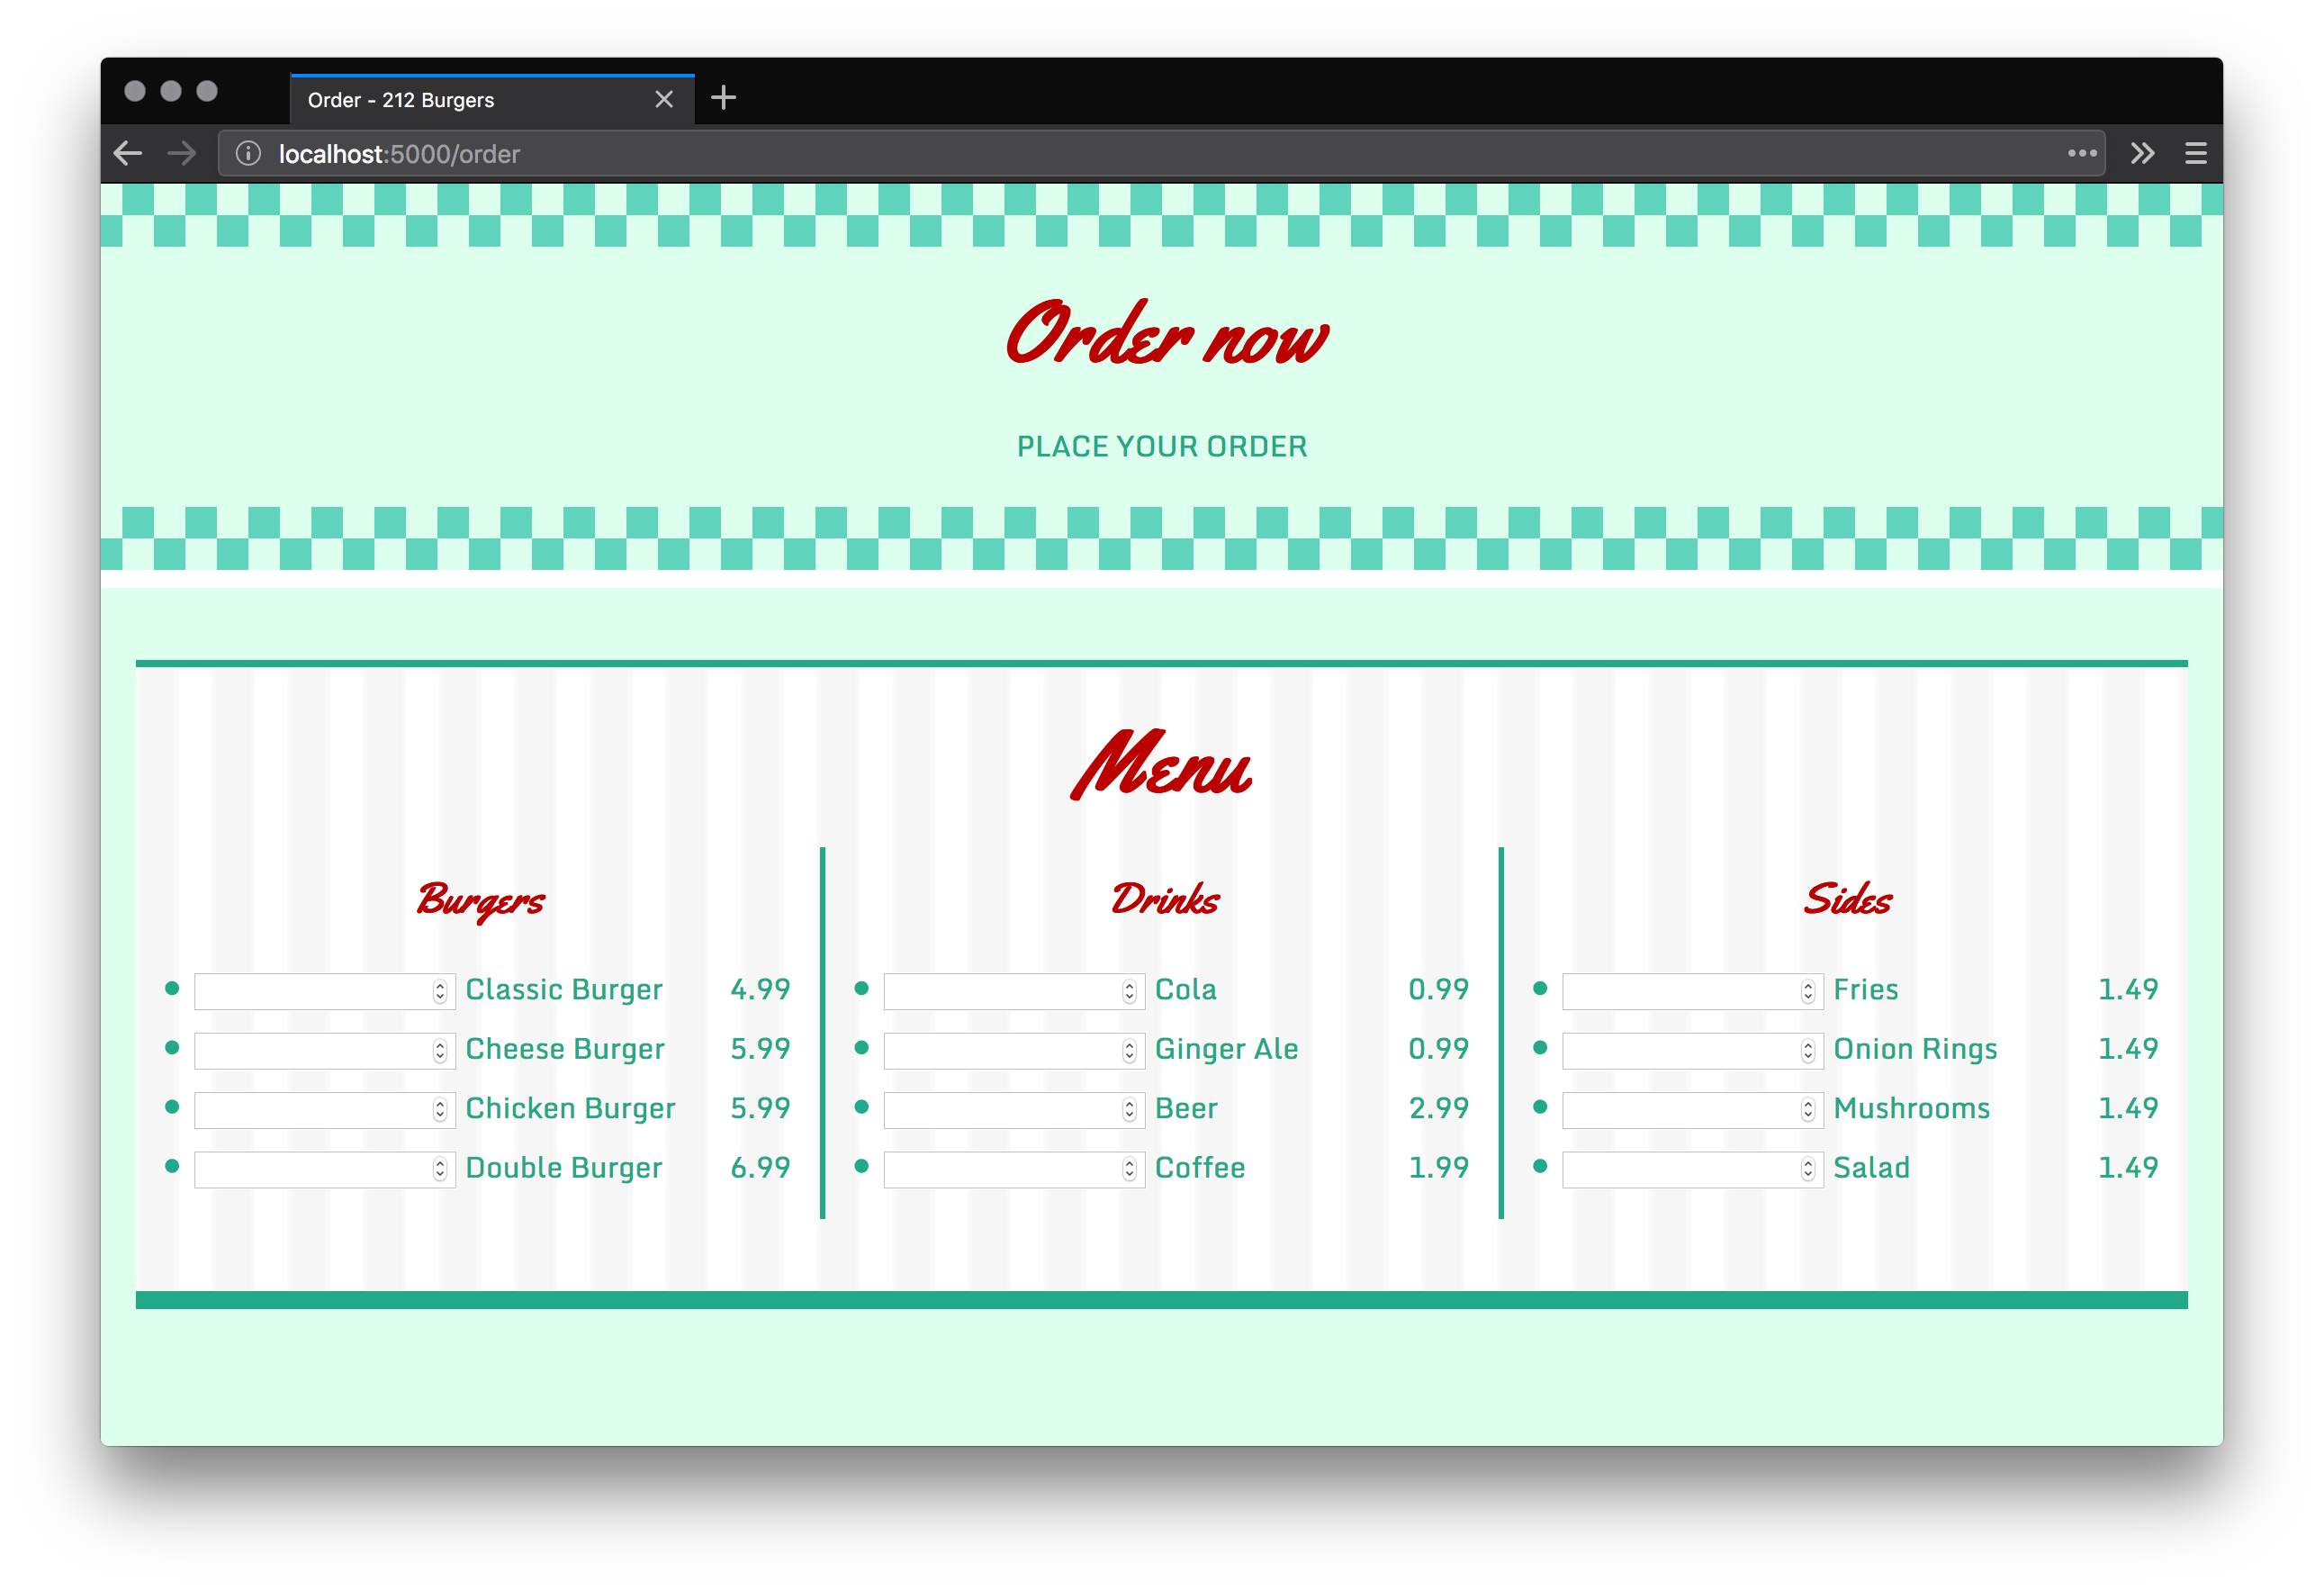 Order - 212 Burgers
localhost:5000/order
Order now
PLACE YOUR ORDER
Menu
Burgers
Classic Burger 4.99
Cheese Burger 5.99
Chicken Burger 5.99
Double Burger 6.99
Drinks
Cola 0.99
Ginger Ale 0.99
Beer 2.99
Coffee 1.99
Sides
Fries 1.49
Onion Rings 1.49
Mushrooms 1.49
Salad 1.49